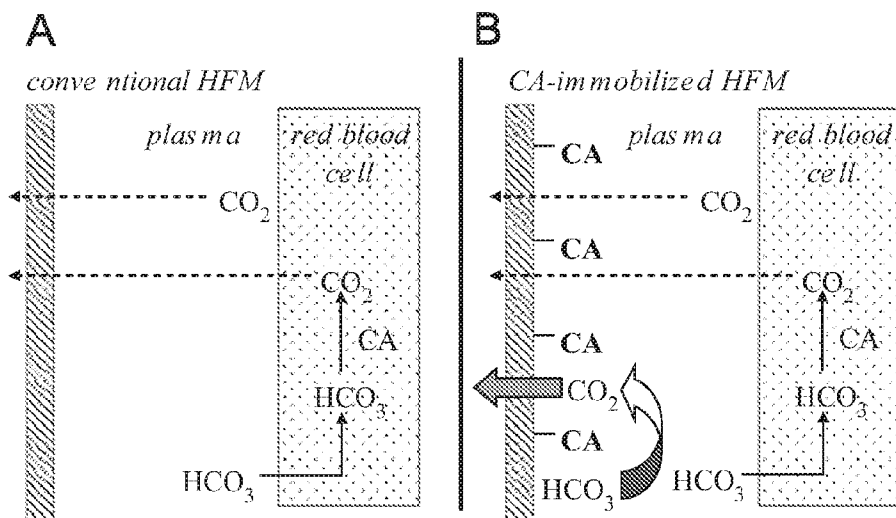 A
conventional HFM
plasma
red blood
cell
CO₂
CO₂
CA
HCO₃
HCO₃
B
CA-immobilized HFM
CA
plasma
red blood
cell
CO₂
CA
CO₂
CA
CA
CO₂
HCO₃
CA
HCO₃
HCO₃